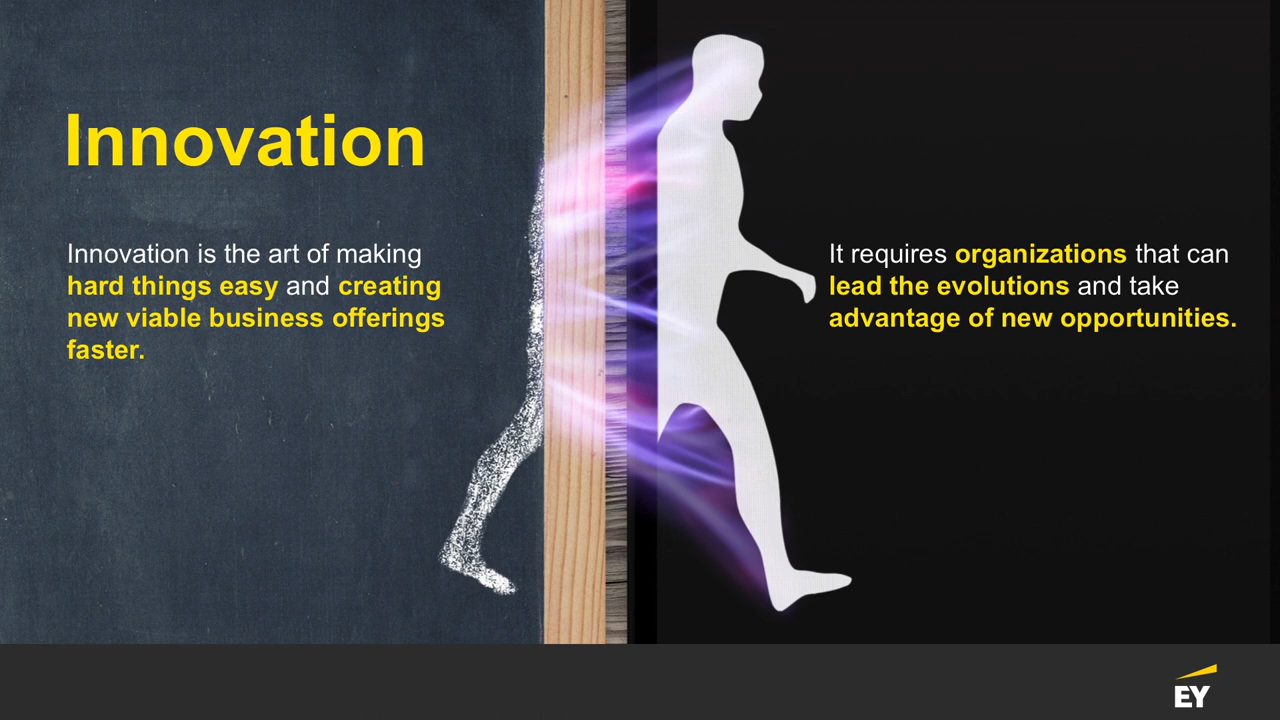 Innovation
Innovation is the art of making
hard things easy and creating
new viable business offerings
faster.
It requires organizations that can
lead the evolutions and take
advantage of new opportunities.
EY